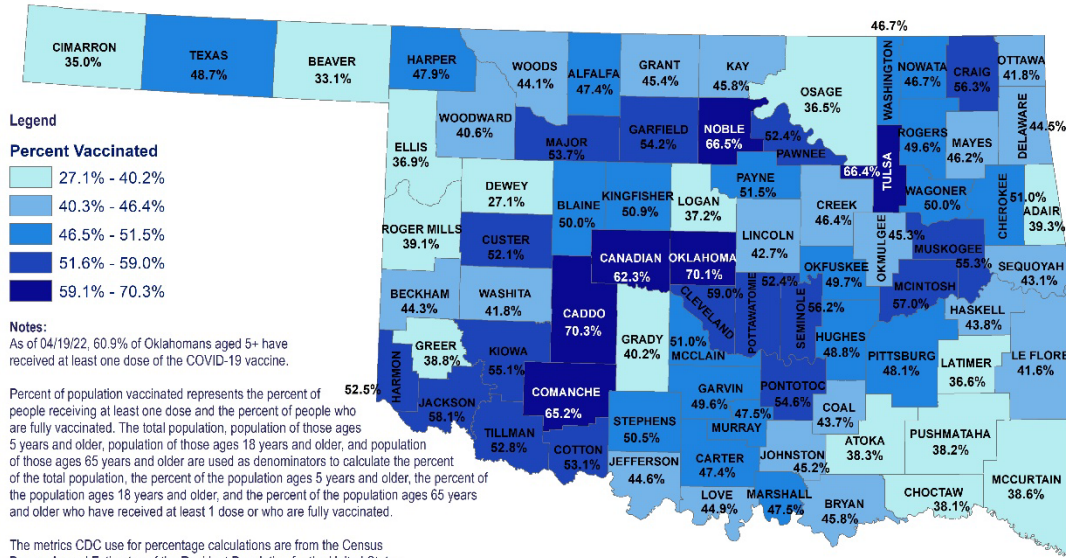 46.7%
CIMARRON
35.0%
TEXAS
48.7%
BEAVER
33.1%
HARPER
47.9%
WOODS
44.1%
ALFALFA
47.4%
GRANT
45.4%
KAY
45.8%
OSAGE
36.5%
WASHINGTON
NOWATA
46.7%
CRAIG
56.3%
OTTAWA
41.8%
Legend
Percent Vaccinated
27.1% - 40.2%
40.3% - 46.4%
46.5% - 51.5%
51.6% - 59.0%
59.1% - 70.3%
ELLIS
36.9%
WOODWARD
40.6%
MAJOR
53.7%
GARFIELD
54.2%
NOBLE
66.5%
52.4%
PAWNEE
66.4%
TULSA
ROGERS
49.6%
MAYES
46.2%
DELAWARE
44.5%
DEWEY
27.1%
BLAINE
50.0%
KINGFISHER
50.9%
LOGAN
37.2%
PAYNE
51.5%
CREEK
46.4%
WAGONER
50.0%
CHEROKEE
51.0%
ADAIR
39.3%
ROGER MILLS
39.1%
CUSTER
52.1%
CANADIAN
62.3%
OKLAHOMA
70.1%
LINCOLN
42.7%
OKMULGEE
45.3%
MUSKOGEE
55.3%
SEQUOYAH
43.1%
BECKHAM
44.3%
WASHITA
41.8%
CADDO
70.3%
GRADY
40.2%
CLEVELAND
59.0%
POTTAWATOMIE
52.4%
SEMINOLE
56.2%
OKFUSKEE
49.7%
MCINTOSH
57.0%
HASKELL
43.8%
LE FLORE
41.6%
Notes:
As of 04/19/22, 60.9% of Oklahomans aged 5+ have
received at least one dose of the COVID-19 vaccine.
52.5%
HARMON
GREER
38.8%
KIOWA
55.1%
JACKSON
58.1%
COMANCHE
65.2%
51.0%
MCCLAIN
HUGHES
48.8%
PITTSBURG
48.1%
LATIMER
36.6%
Percent of population vaccinated represents the percent of
people receiving at least one dose and the percent of people who
are fully vaccinated. The total population, population of those ages
5 years and older, population of those ages 18 years and older, and population
of those ages 65 years and older are used as denominators to calculate the percent
of the total population, the percent of the population ages 5 years and older, the percent of
the population ages 18 years and older, and the percent of the population ages 65 years
and older who have received at least 1 dose or who are fully vaccinated.
TILLMAN
52.8%
COTTON
53.1%
STEPHENS
50.5%
GARVIN
49.6%
47.5%
MURRAY
PONTOTOC
54.6%
COAL
43.7%
ATOKA
38.3%
PUSHMATAHA
38.2%
MCCURTAIN
38.6%
JEFFERSON
44.6%
CARTER
47.4%
JOHNSTON
45.2%
LOVE
44.9%
MARSHALL
47.5%
BRYAN
45.8%
CHOCTAW
38.1%
The metrics CDC use for percentage calculations are from the Census